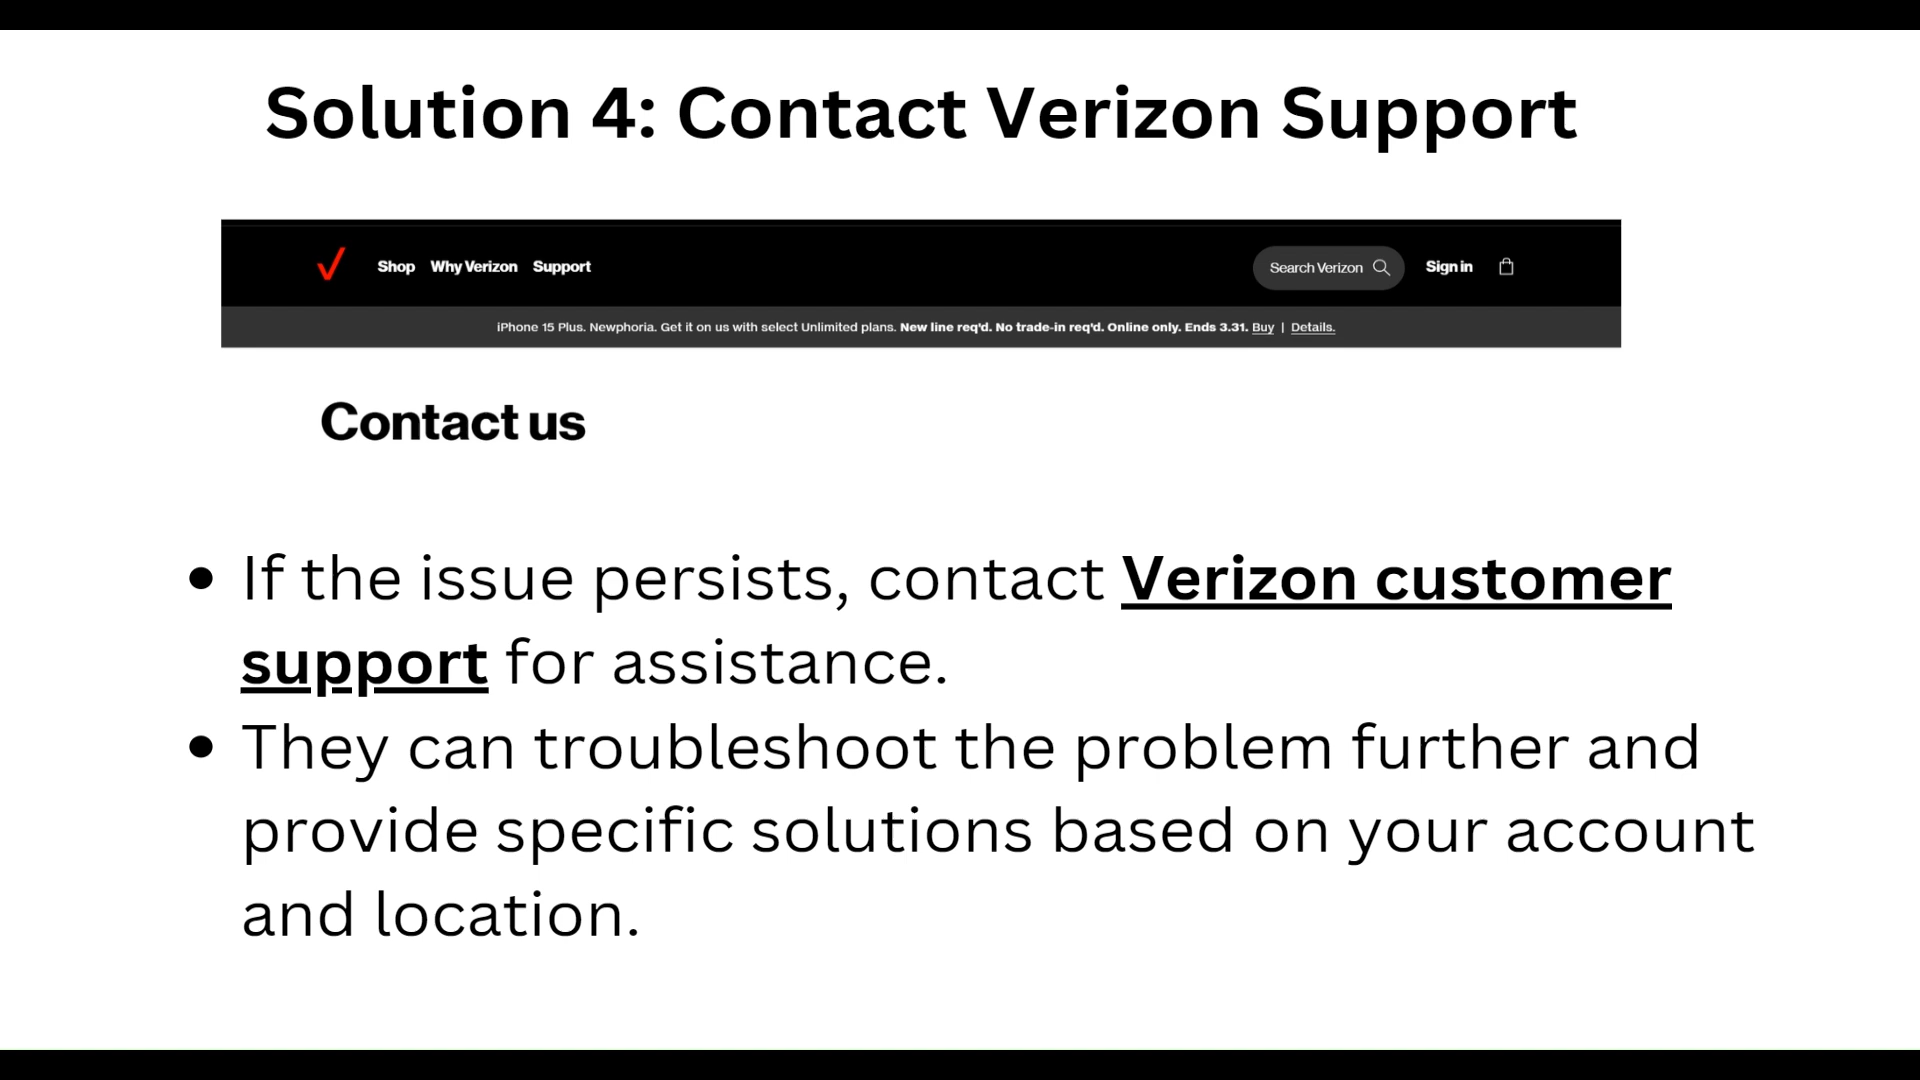 Solution 4: Contact Verizon Support
Shop Why Verizon Support Search Verizon Sign in
iPhone 15 Plus. Newphoria. Get it on us with select Unlimited plans. New line req'd. No trade-in req'd. Online only. Ends 3.31. Buy | Details.
Contact us
• If the issue persists, contact Verizon customer
support for assistance.
• They can troubleshoot the problem further and
provide specific solutions based on your account
and location.